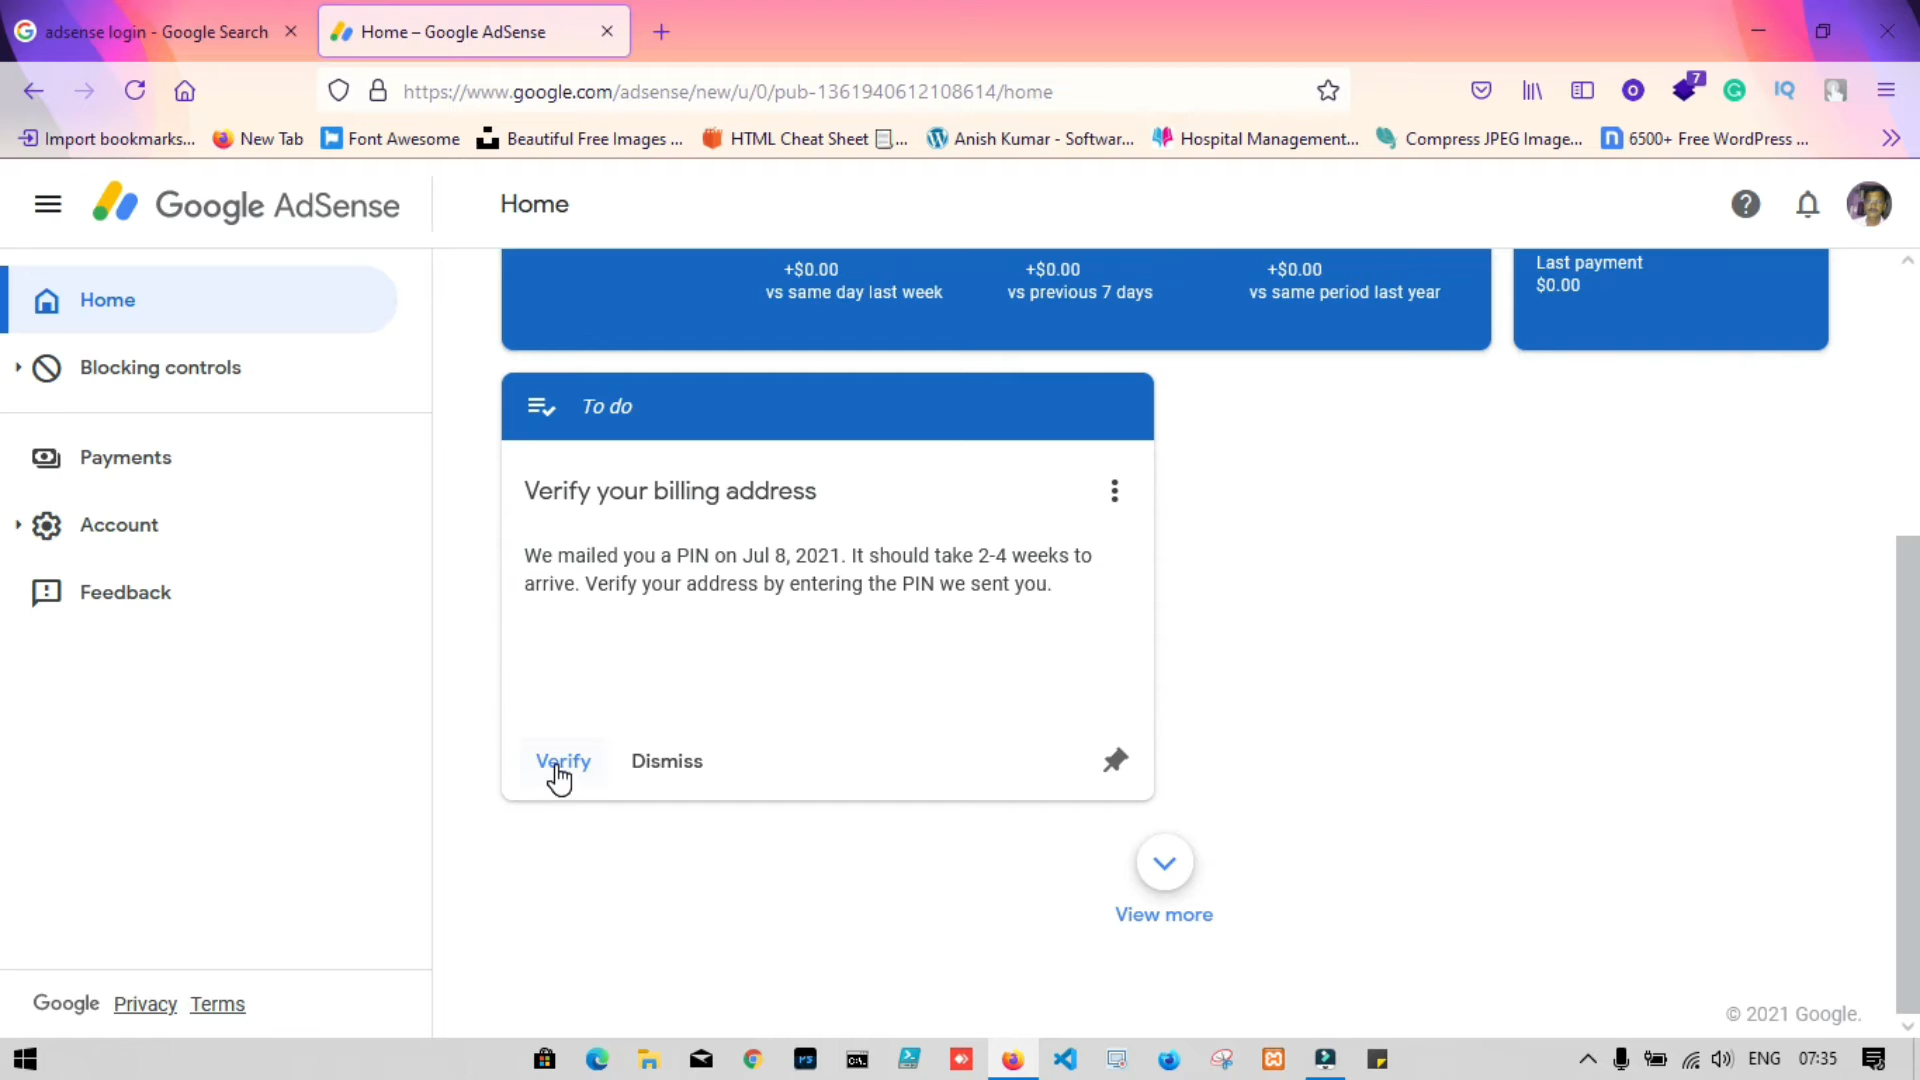 adsense login - Google Search
Home – Google AdSense
https://www.google.com/adsense/new/u/0/pub-1361940612108614/home
7
IQ
Import bookmarks...
New Tab
Font Awesome
Beautiful Free Images ...
HTML Cheat Sheet ...
Anish Kumar - Softwar...
Hospital Management...
Compress JPEG Image...
6500+ Free WordPress ...
Google AdSense
Home
Home
Blocking controls
Payments
Account
Feedback
Google Privacy Terms
+$0.00
vs same day last week
+$0.00
vs previous 7 days
+$0.00
vs same period last year
Last payment
$0.00
To do
Verify your billing address
We mailed you a PIN on Jul 8, 2021. It should take 2-4 weeks to
arrive. Verify your address by entering the PIN we sent you.
Verify
Dismiss
View more
© 2021 Google.
ENG
07:35